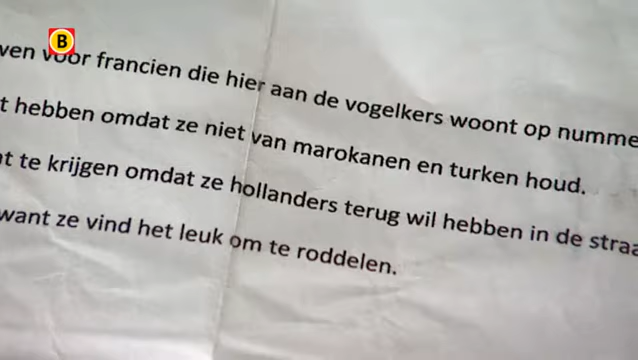 B
ven voor francien die hier aan de vogelkers woont op numme
t hebben omdat ze niet van marokanen en turken houd.
t te krijgen omdat ze hollanders terug wil hebben in de straa
want ze vind het leuk om te roddelen.